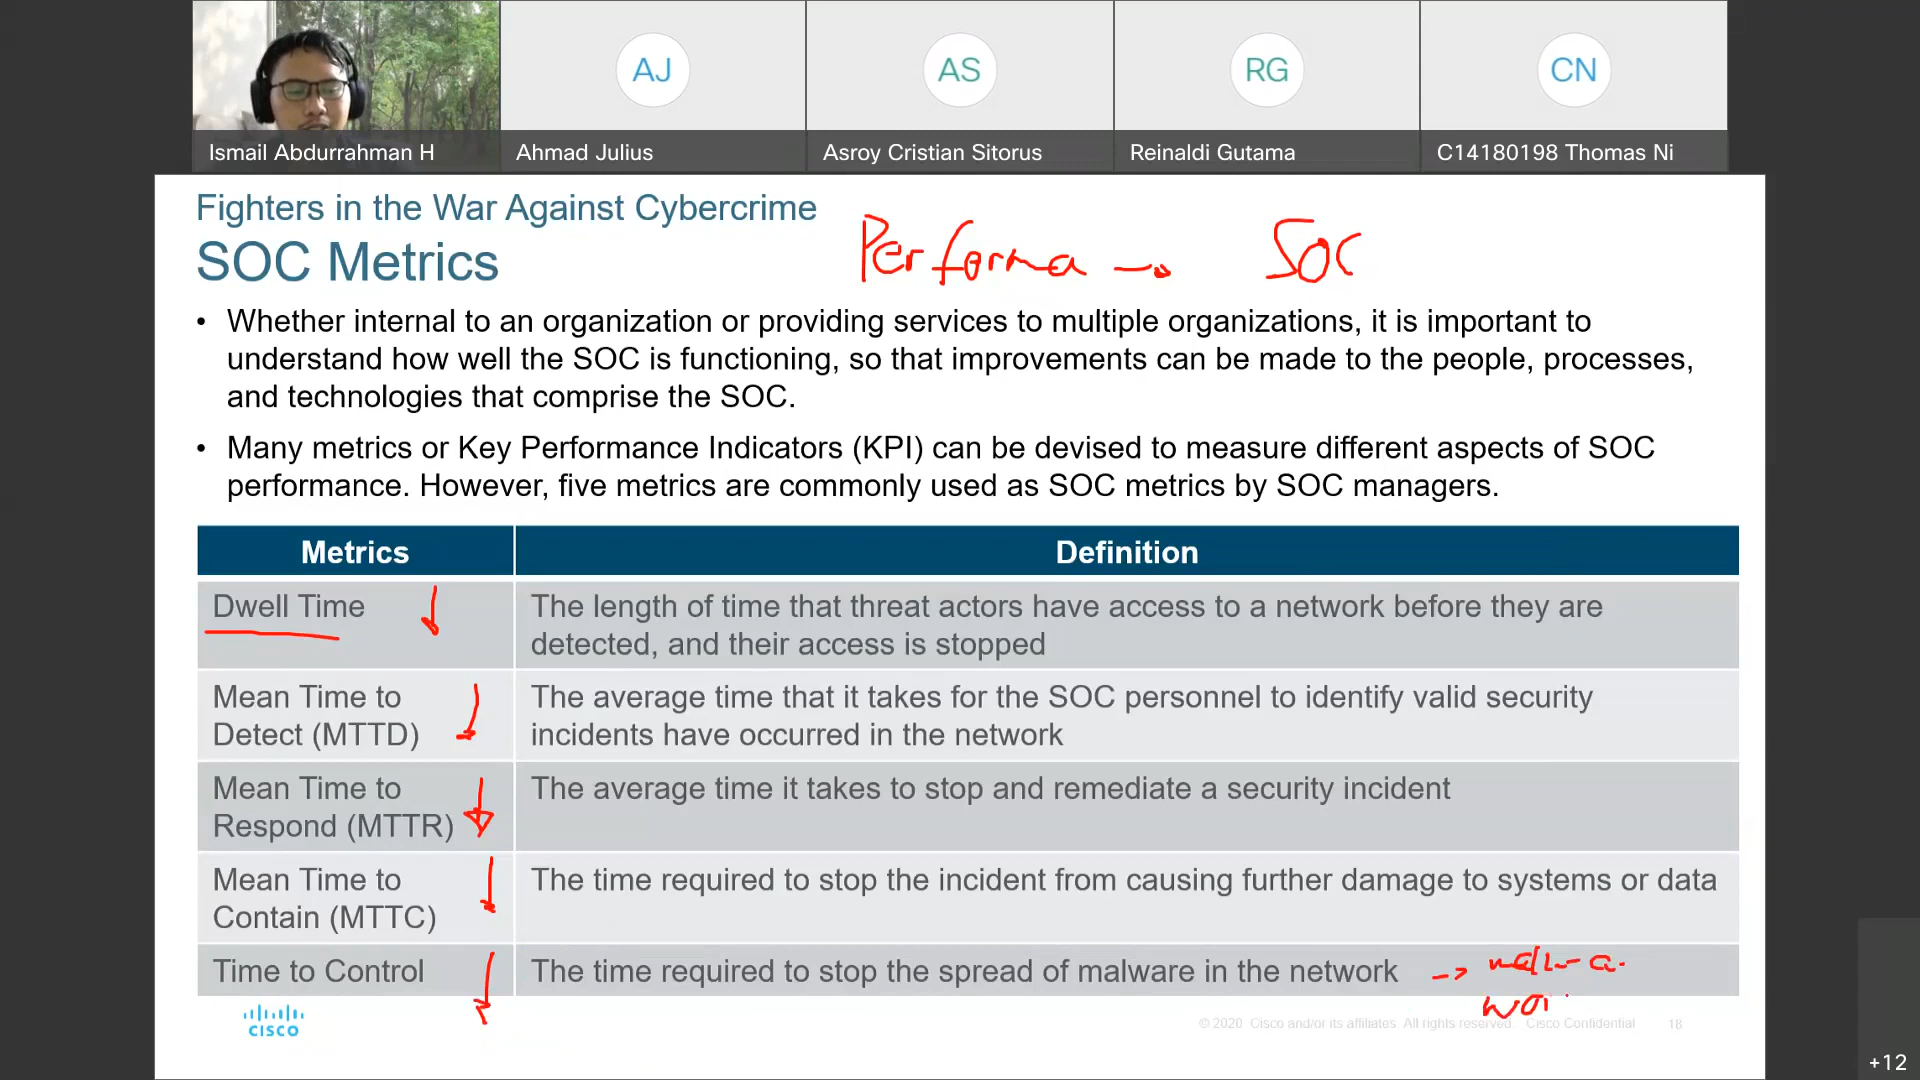 AJ
AS
RG
CN
Ismail Abdurrahman H
Ahmad Julius
Asroy Cristian Sitorus
Reinaldi Gutama
C14180198 Thomas Ni
Fighters in the War Against Cybercrime
SOC Metrics
Performa → SOC
• Whether internal to an organization or providing services to multiple organizations, it is important to
understand how well the SOC is functioning, so that improvements can be made to the people, processes,
and technologies that comprise the SOC.
• Many metrics or Key Performance Indicators (KPI) can be devised to measure different aspects of SOC
performance. However, five metrics are commonly used as SOC metrics by SOC managers.
Metrics
Definition
Dwell Time
The length of time that threat actors have access to a network before they are
detected, and their access is stopped
Mean Time to
Detect (MTTD)
The average time that it takes for the SOC personnel to identify valid security
incidents have occurred in the network
Mean Time to
Respond (MTTR)
The average time it takes to stop and remediate a security incident
Mean Time to
Contain (MTTC)
The time required to stop the incident from causing further damage to systems or data
Time to Control
The time required to stop the spread of malware in the network
CISCO
© 2020 Cisco and/or its affiliates. All rights reserved. Cisco Confidential 18
+12